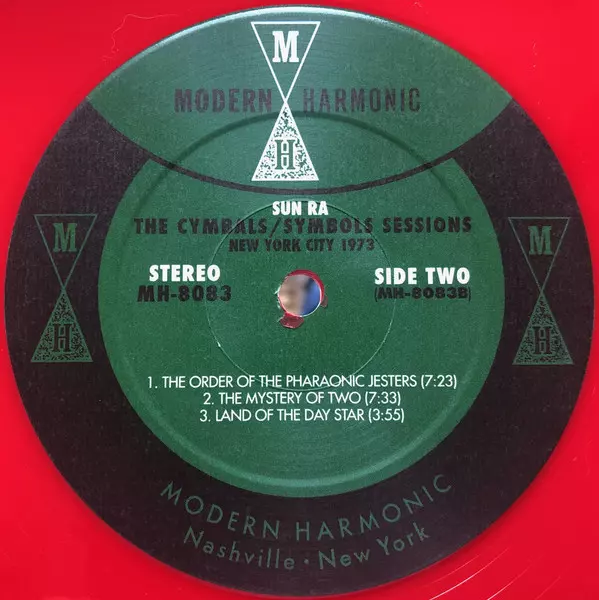 M
MODERN HARMONIC
H
SUN RA
THE CYMBALS/SYMBOLS SESSIONS
NEW YORK CITY 1973
STEREO
SIDE TWO
MH-8083
(MH-8083B)
M
H
M
H
1. THE ORDER OF THE PHARAONIC JESTERS (7:23)
2. THE MYSTERY OF TWO (7:33)
3. LAND OF THE DAY STAR (3:55)
MODERN HARMONIC
Nashville · New York